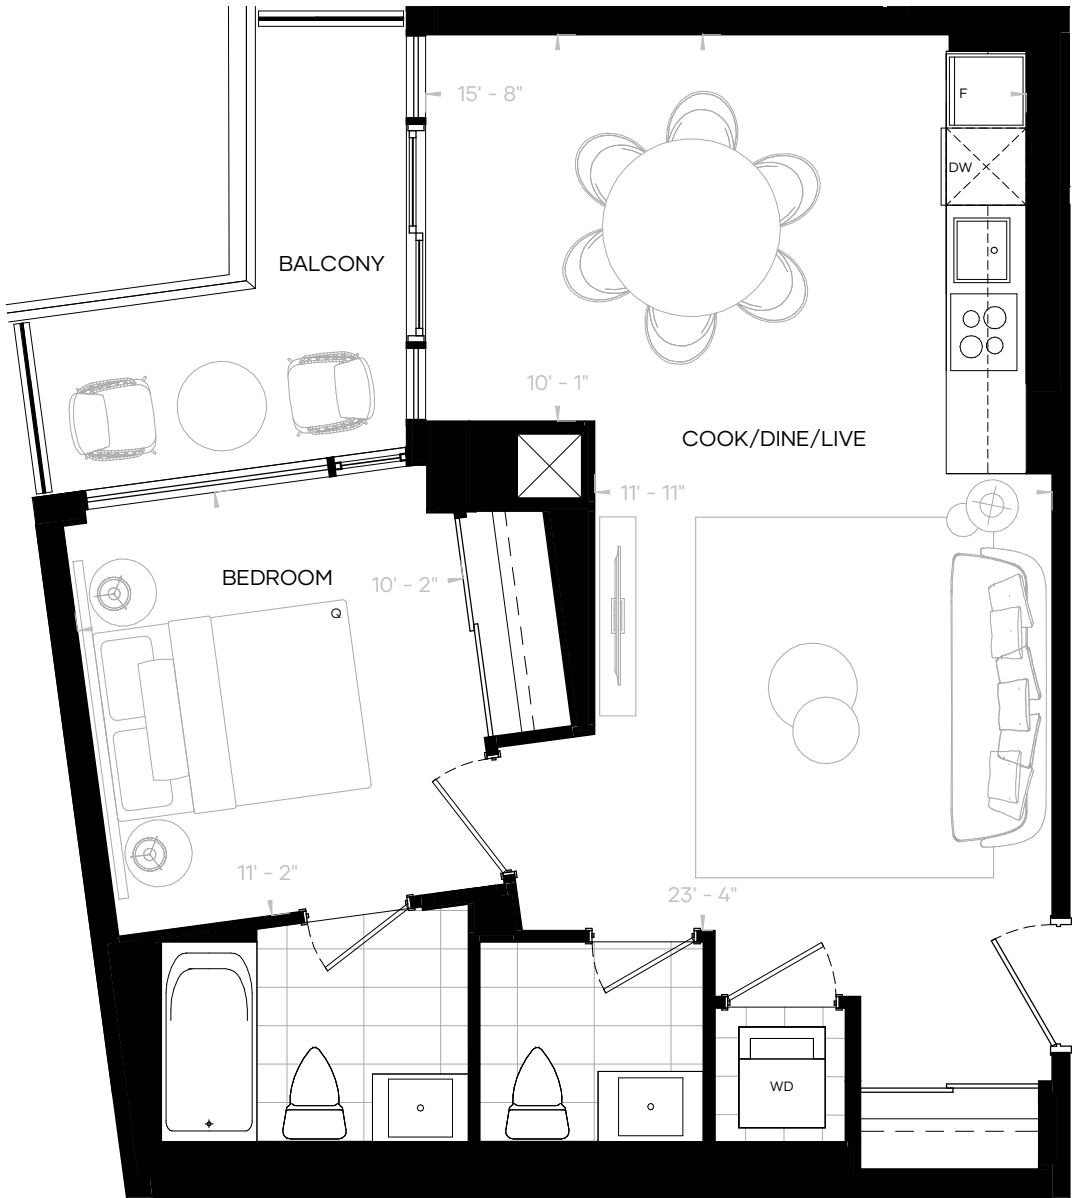 15' - 8"
F
DW
BALCONY
10' - 1"
COOK/DINE/LIVE
11' - 11"
BEDROOM
10' - 2"
11' - 2"
23' - 4"
WD